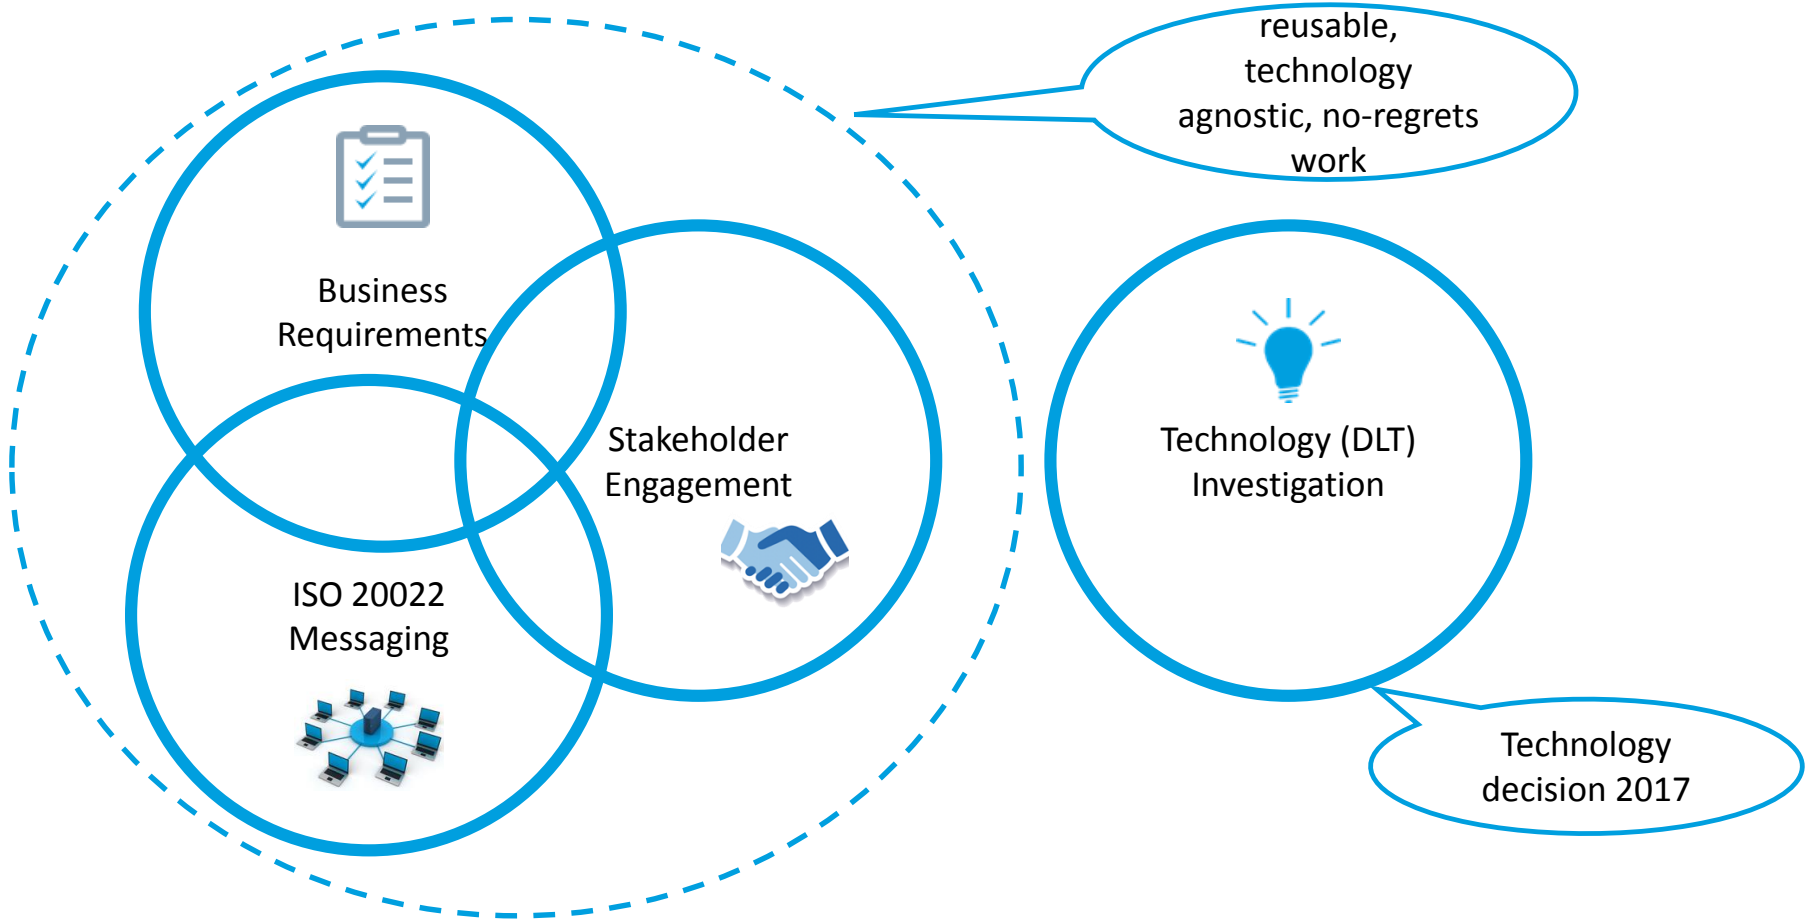 reusable,
technology
agnostic, no-regrets
work
Business
Requirements
Stakeholder
Engagement
Technology (DLT)
Investigation
ISO 20022
Messaging
Technology
decision 2017